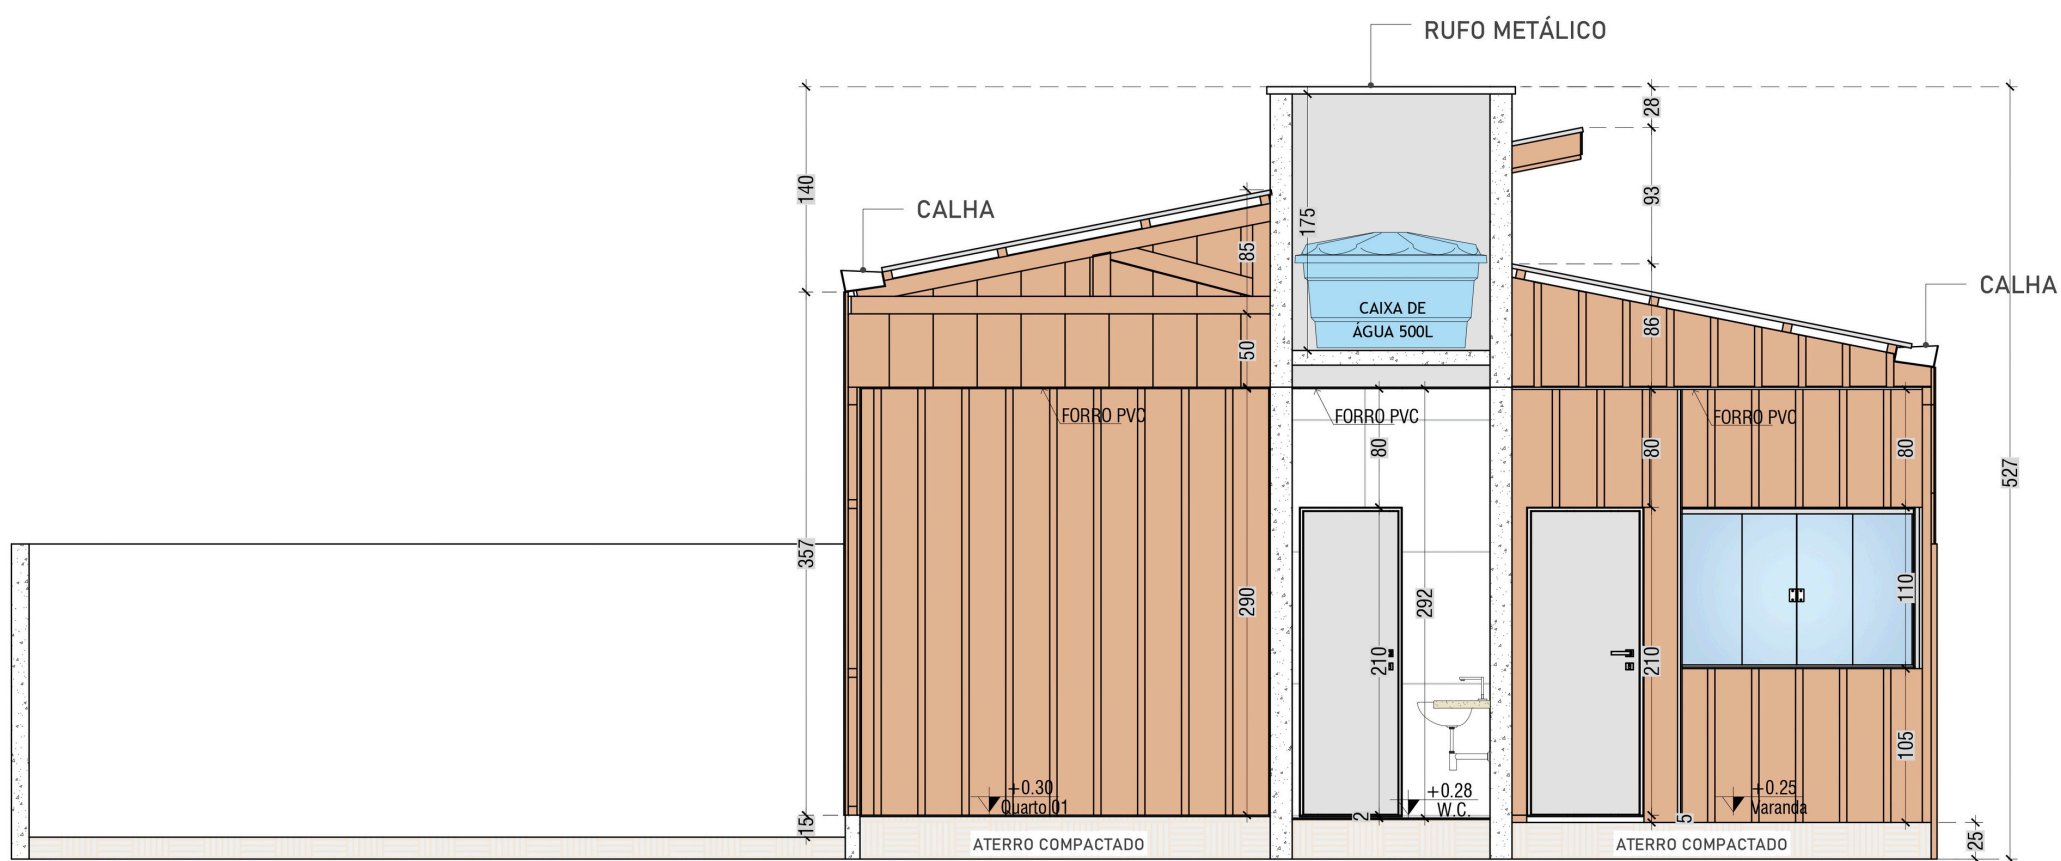 RUFO METÁLICO
28
140
93
CALHA
175
85
CALHA
CAIXA DE
ÁGUA 500L
86
50
FORRO PVC
FORRO PVC
FORRO PVC
80
80
80
527
357
290
292
110
210
210
105
+0.30
Quarto 01
+0.28
W.C.
+0.25
Varanda
15
2
5
25
ATERRO COMPACTADO
ATERRO COMPACTADO